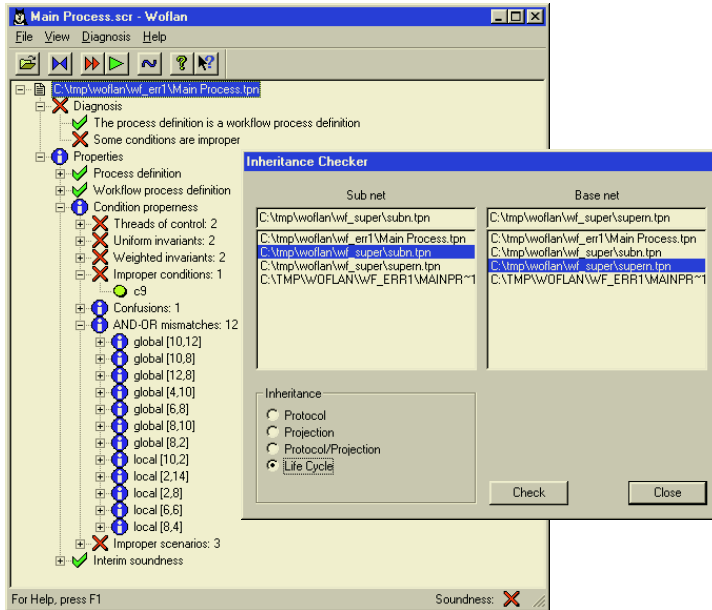 Main Process.scr - Woflan
File View Diagnosis Help
C:\tmp\woflan\wf_err1\Main Process.tpn
Diagnosis
The process definition is a workflow process definition
Some conditions are improper
Properties
Process definition
Workflow process definition
Condition properness
Threads of control: 2
Uniform invariants: 2
Weighted invariants: 2
Improper conditions: 1
c9
Confusions: 1
AND-OR mismatches: 12
global [10,12]
global [10,8]
global [12,8]
global [4,10]
global [6,8]
global [8,10]
global [8,2]
local [10,2]
local [2,14]
local [2,8]
local [6,6]
local [8,4]
Improper scenarios: 3
Interim soundness
For Help, press F1
Soundness:
Inheritance Checker
Sub net
C:\tmp\woflan\wf_super\subn.tpn
C:\tmp\woflan\wf_err1\Main Process.tpn
C:\tmp\woflan\wf_super\subn.tpn
C:\tmp\woflan\wf_super\supern.tpn
C:\TMP\WOFLAN\WF_ERR1\MAINPR~1
Base net
C:\tmp\woflan\wf_super\supern.tpn
C:\tmp\woflan\wf_err1\Main Process.tpn
C:\tmp\woflan\wf_super\subn.tpn
C:\tmp\woflan\wf_super\supern.tpn
C:\TMP\WOFLAN\WF_ERR1\MAINPR~1
Inheritance
Protocol
Projection
Protocol/Projection
Life Cycle
Check
Close